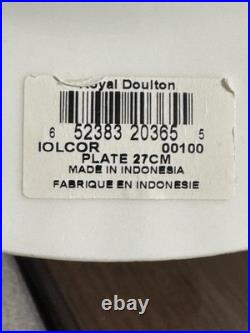 Royal Doulton
6 52383 20365 5
IOLCOR 00100
PLATE 27CM
MADE IN INDONESIA
FABRIQUE EN INDONESIE